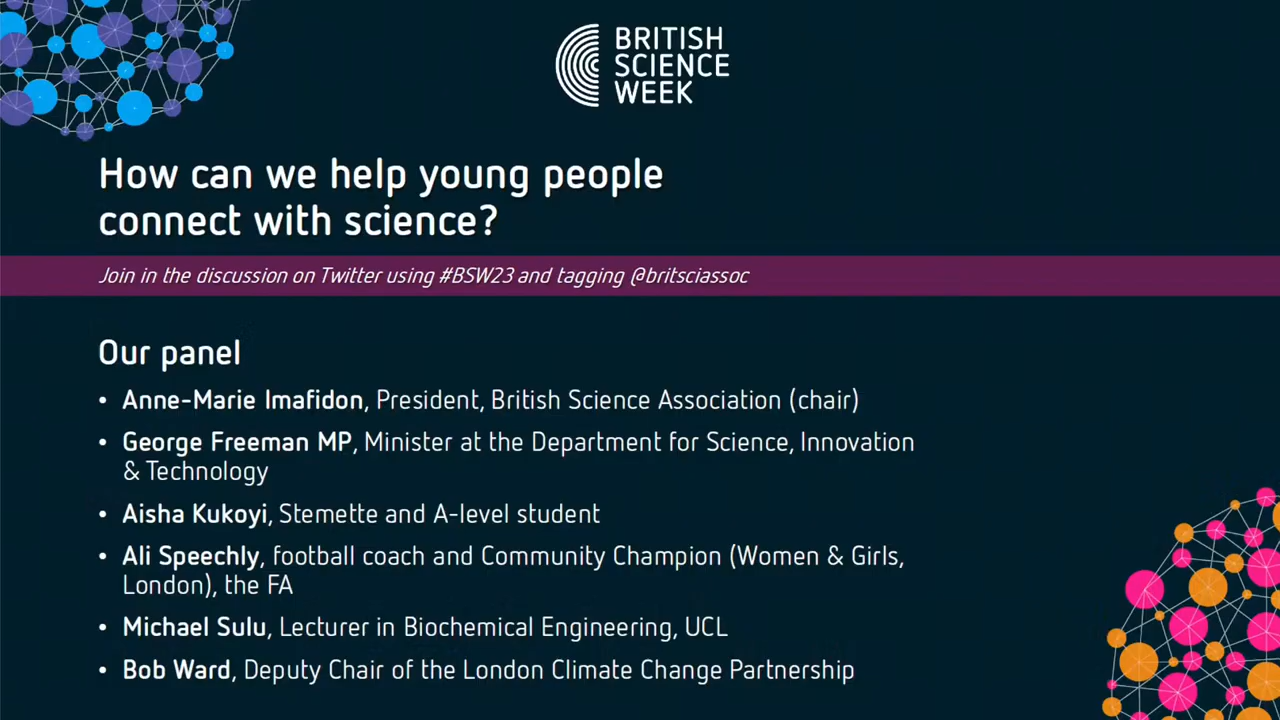 BRITISH
SCIENCE
WEEK
How can we help young people
connect with science?
Join in the discussion on Twitter using #BSW23 and tagging @britsciassoc
Our panel
• Anne-Marie Imafidon, President, British Science Association (chair)
• George Freeman MP, Minister at the Department for Science, Innovation
& Technology
• Aisha Kukoyi, Stemette and A-level student
• Ali Speechly, football coach and Community Champion (Women & Girls,
London), the FA
• Michael Sulu, Lecturer in Biochemical Engineering, UCL
• Bob Ward, Deputy Chair of the London Climate Change Partnership